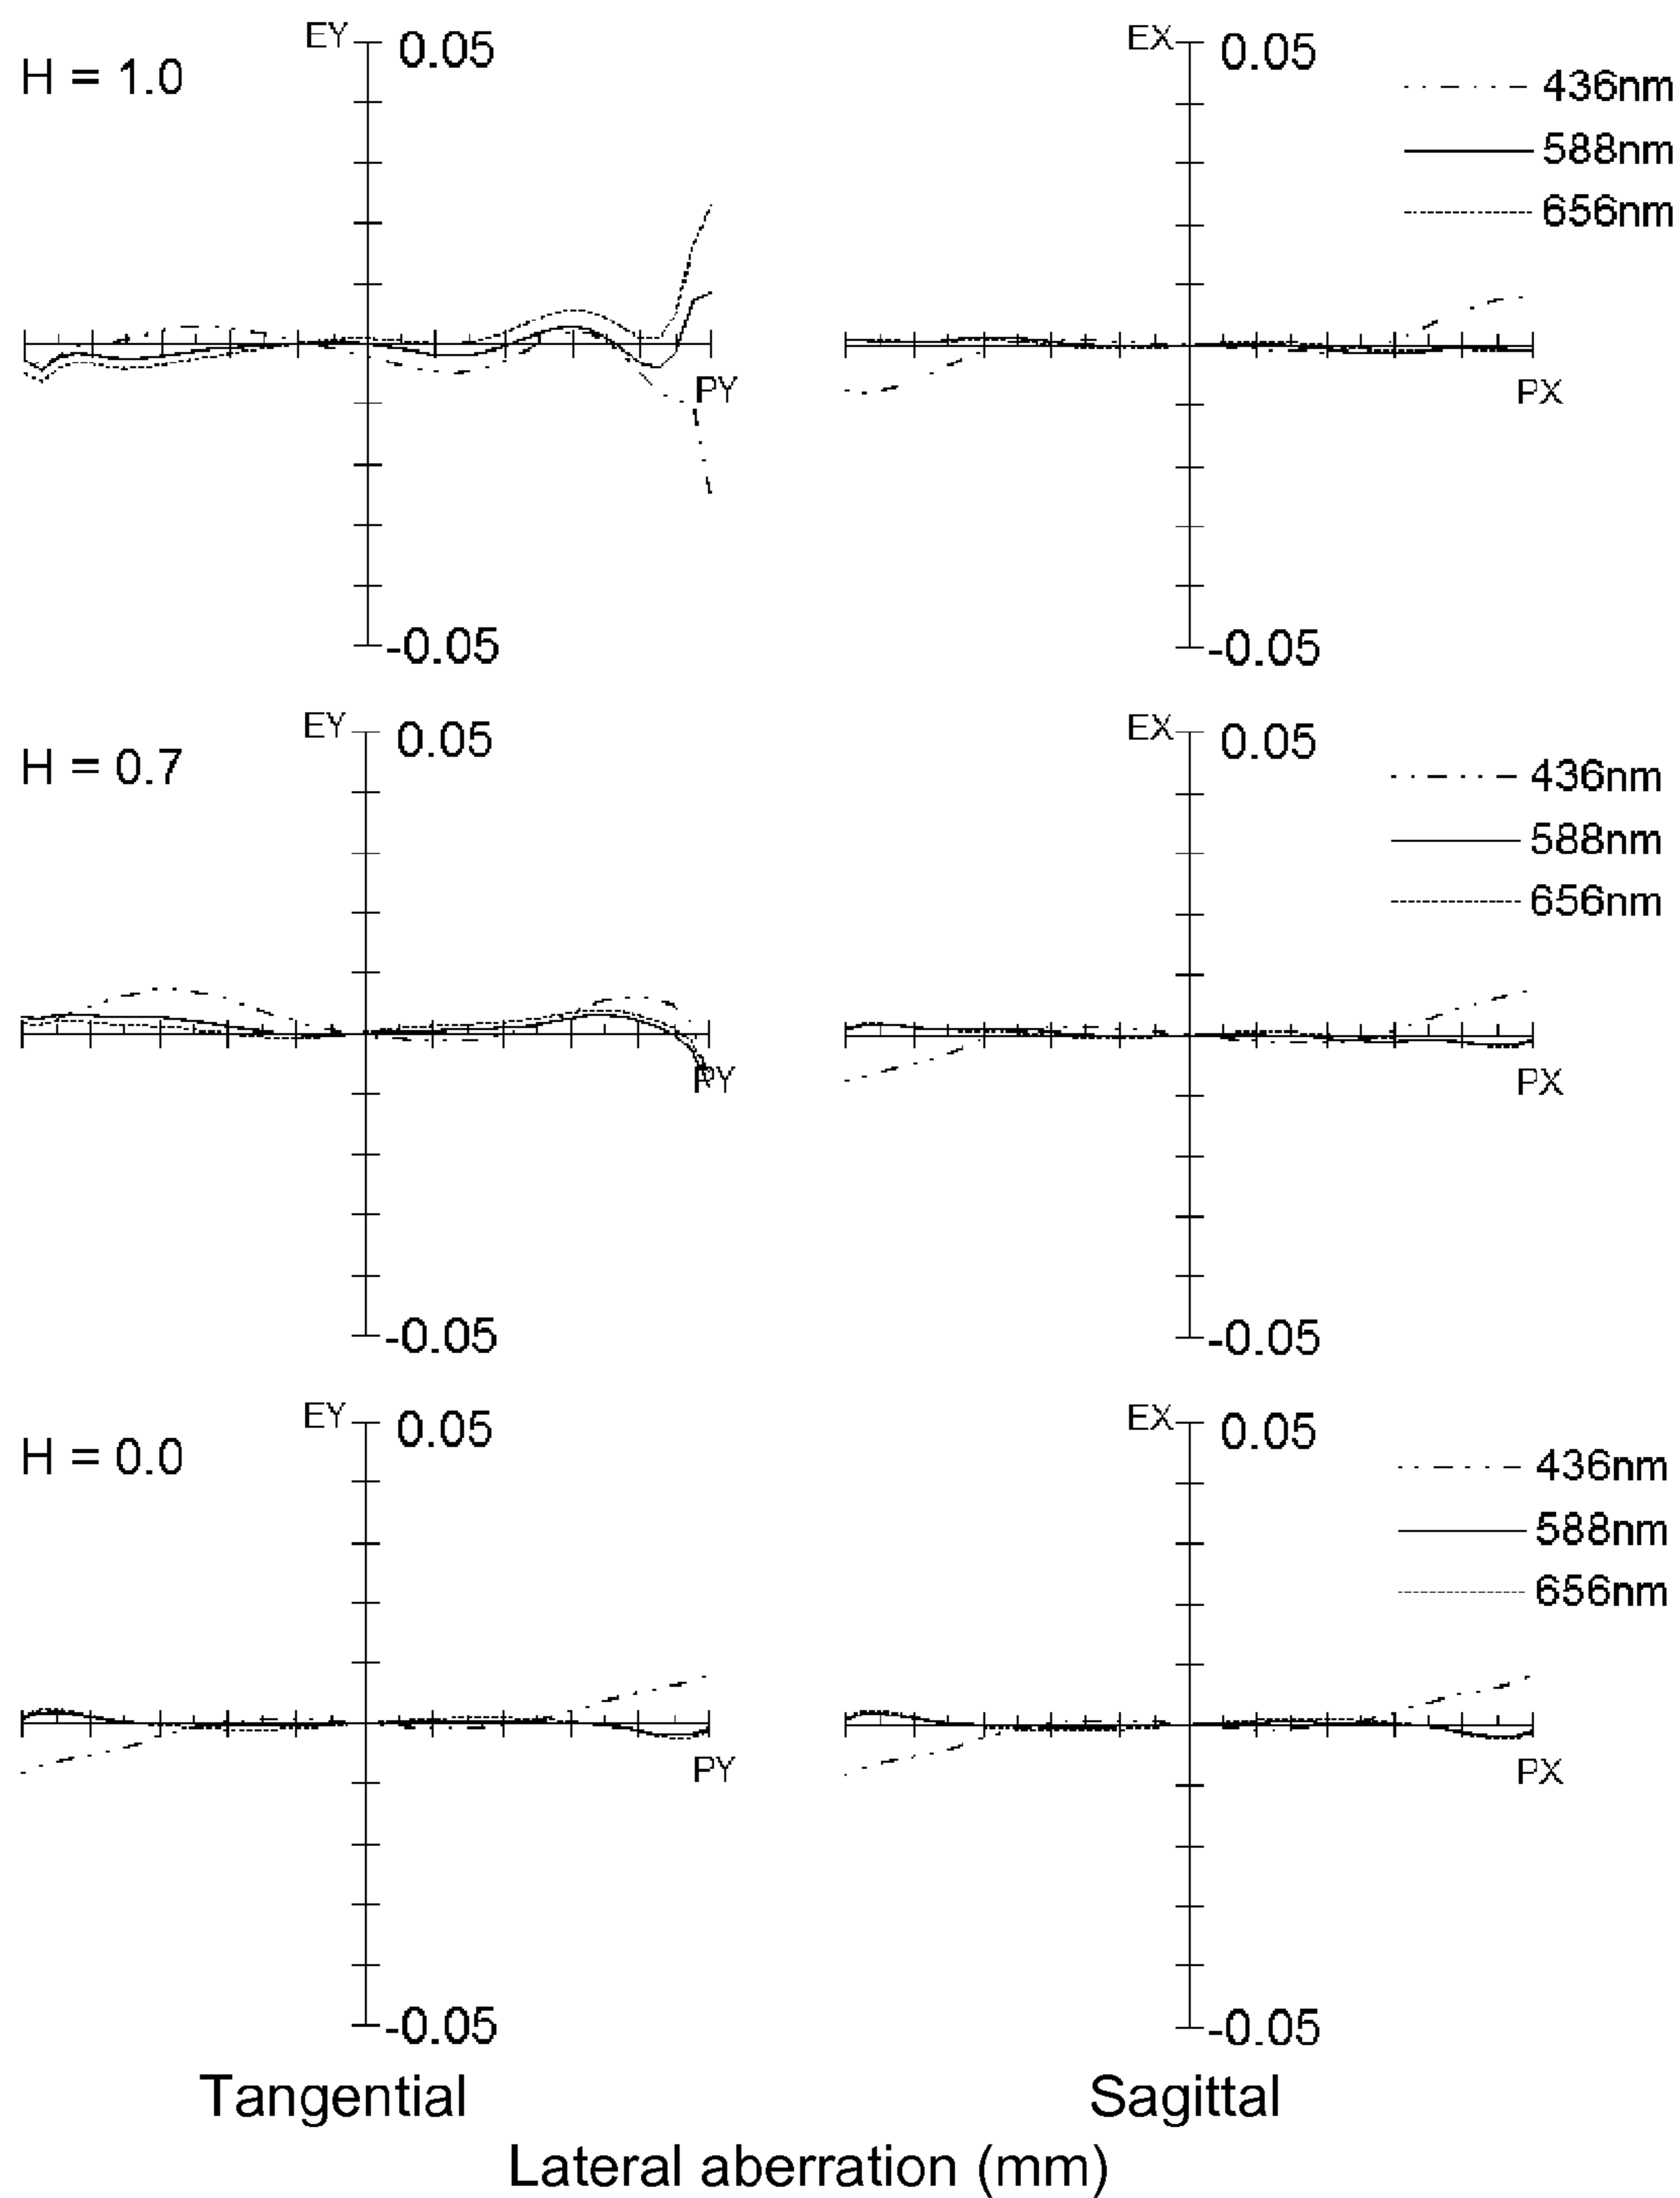 EY 0.05
EX 0.05
H = 1.0
436nm
588nm
656nm
PY
PX
-0.05
-0.05
EY 0.05
EX 0.05
H = 0.7
436nm
588nm
656nm
PY
PX
-0.05
-0.05
EY 0.05
EX 0.05
H = 0.0
436nm
588nm
656nm
PY
PX
-0.05
-0.05
Tangential
Sagittal
Lateral aberration (mm)